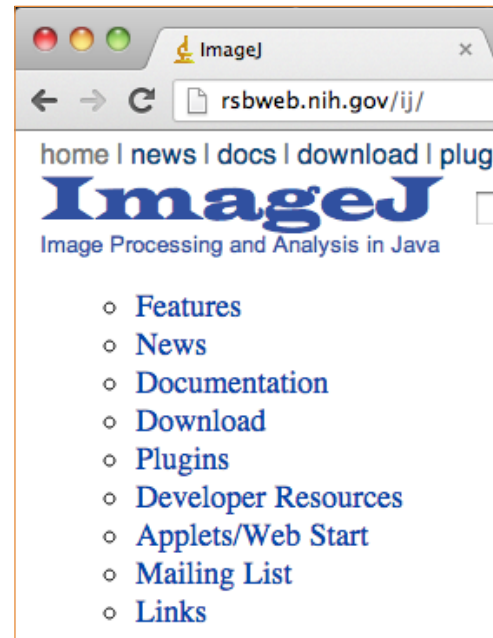 ImageJ
rsbweb.nih.gov/ij/
home | news | docs | download | plug
ImageJ
Image Processing and Analysis in Java
Features
News
Documentation
Download
Plugins
Developer Resources
Applets/Web Start
Mailing List
Links